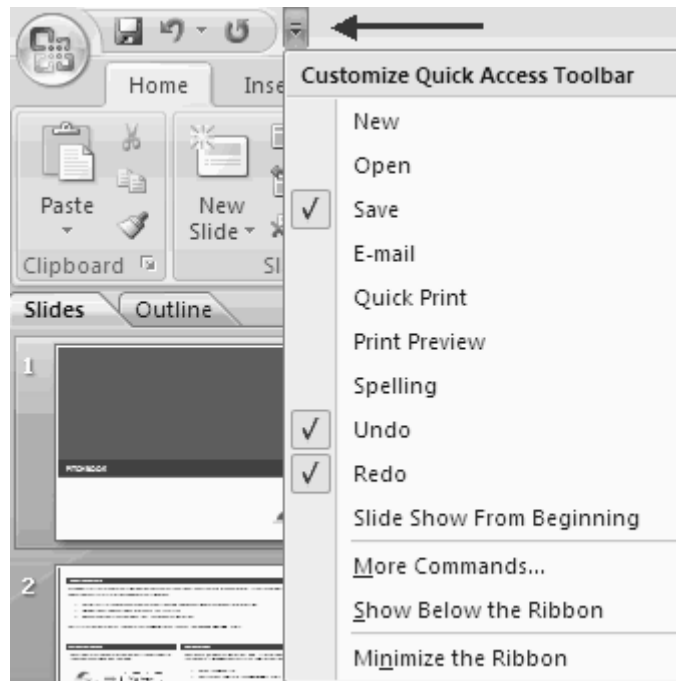 Home
Inse
Customize Quick Access Toolbar
New
Open
Save
E-mail
Quick Print
Print Preview
Spelling
Undo
Redo
Slide Show From Beginning
More Commands...
Show Below the Ribbon
Minimize the Ribbon
Paste
New
Slide
Clipboard
Sl
Slides
Outline
1
PITCHBOOK
2